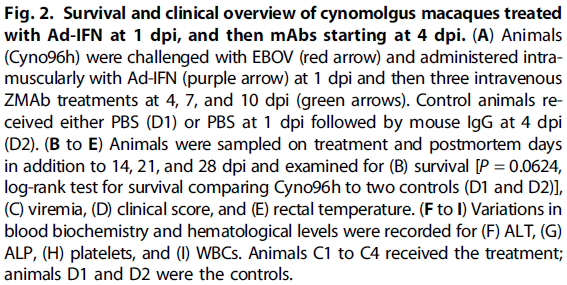 Fig. 2. Survival and clinical overview of cynomolgus macaques treated
with Ad-IFN at 1 dpi, and then mAbs starting at 4 dpi. (A) Animals
(Cyno96h) were challenged with EBOV (red arrow) and administered intra-
muscularly with Ad-IFN (purple arrow) at 1 dpi and then three intravenous
ZMAb treatments at 4, 7, and 10 dpi (green arrows). Control animals re-
ceived either PBS (D1) or PBS at 1 dpi followed by mouse IgG at 4 dpi
(D2). (B to E) Animals were sampled on treatment and postmortem days
in addition to 14, 21, and 28 dpi and examined for (B) survival [P = 0.0624,
log-rank test for survival comparing Cyno96h to two controls (D1 and D2)],
(C) viremia, (D) clinical score, and (E) rectal temperature. (F to I) Variations in
blood biochemistry and hematological levels were recorded for (F) ALT, (G)
ALP, (H) platelets, and (I) WBCs. Animals C1 to C4 received the treatment;
animals D1 and D2 were the controls.